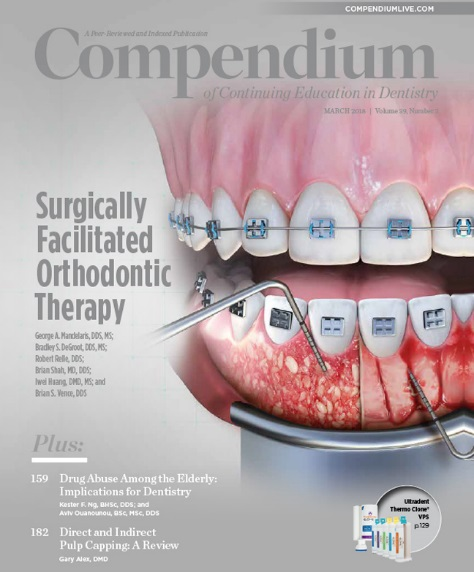 COMPENDIUMLIVE.COM
A Peer-Reviewed and Indexed Publication
Compendium
of Continuing Education in Dentistry
MARCH 2018 | Volume 39, Number 3
Surgically
Facilitated
Orthodontic
Therapy
George A. Mandelaris, DDS, MS;
Bradley S. DeGroot, DDS, MS;
Robert Relle, DDS;
Brian Shah, MD, DDS;
Iwei Huang, DMD, MS; and
Brian S. Vence, DDS
Plus:
159 Drug Abuse Among the Elderly:
Implications for Dentistry
Kester F. Ng, BHSc, DDS; and
Aviv Ouanounou, BSc, MSc, DDS
182 Direct and Indirect
Pulp Capping: A Review
Gary Alex, DMD
Ultradent
Thermo Clone®
VPS
p.129